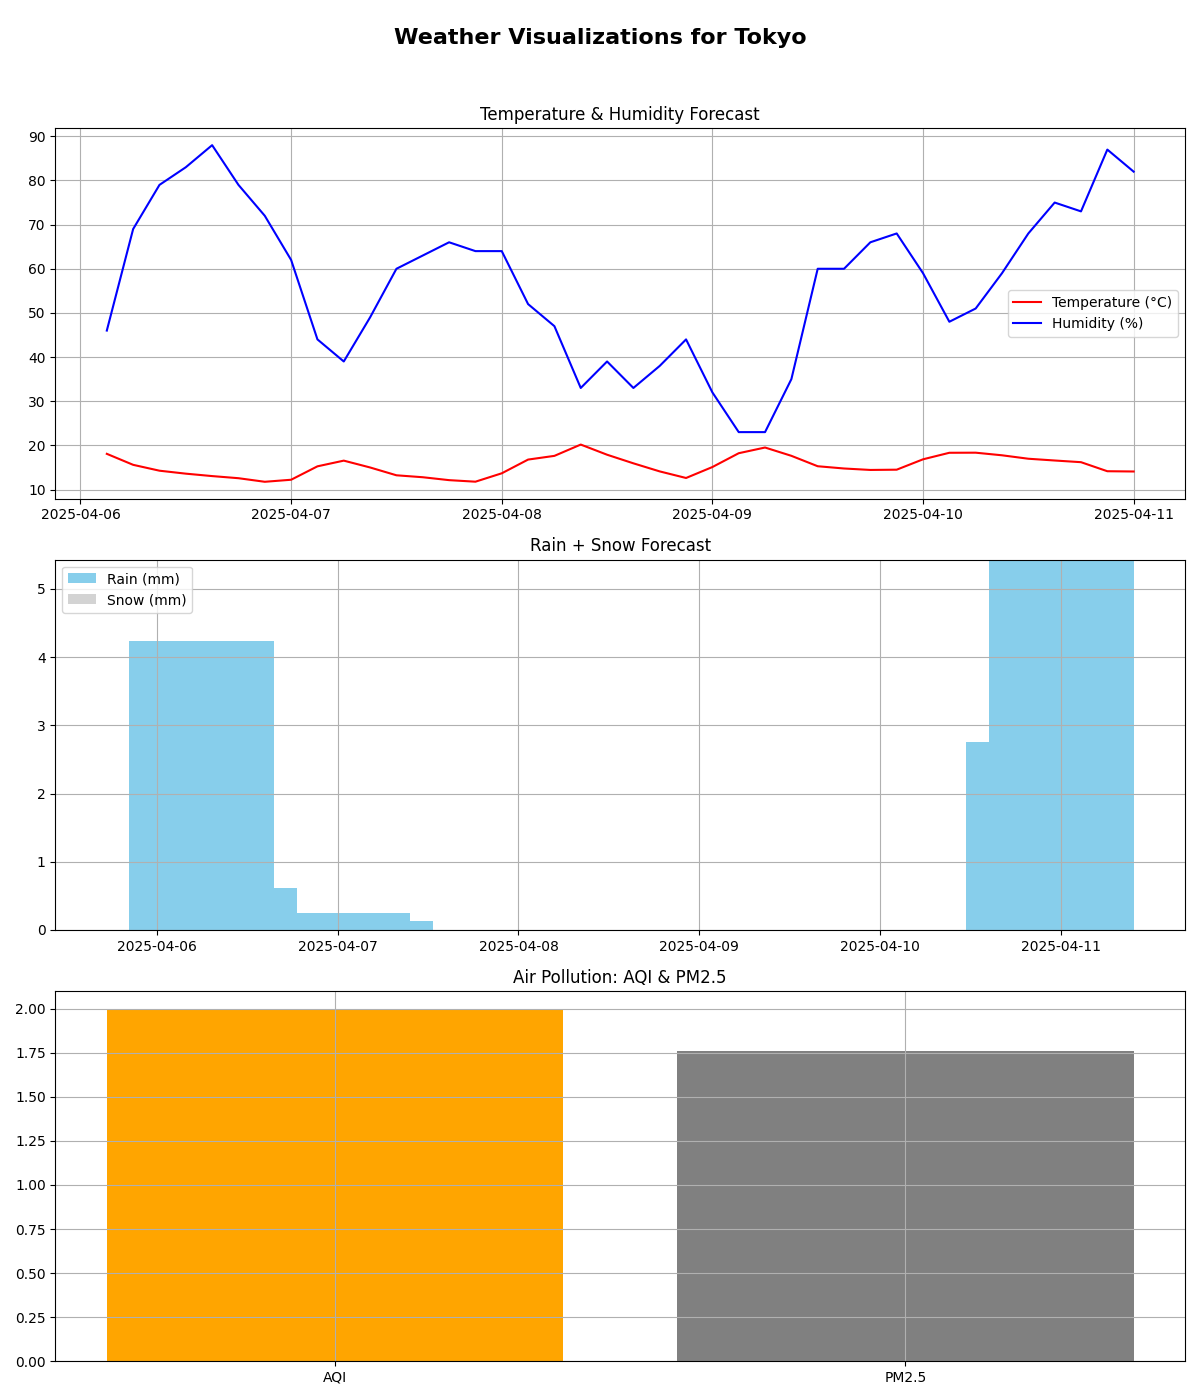 Weather Visualizations for Tokyo
Temperature & Humidity Forecast
90
80
70
60
50
40
30
20
10
Temperature (°C)
Humidity (%)
2025-04-06 2025-04-07 2025-04-08 2025-04-09 2025-04-10 2025-04-11
Rain + Snow Forecast
Rain (mm)
Snow (mm)
5
4
3
2
1
0
2025-04-06 2025-04-07 2025-04-08 2025-04-09 2025-04-10 2025-04-11
Air Pollution: AQI & PM2.5
2.00
1.75
1.50
1.25
1.00
0.75
0.50
0.25
0.00
AQI PM2.5